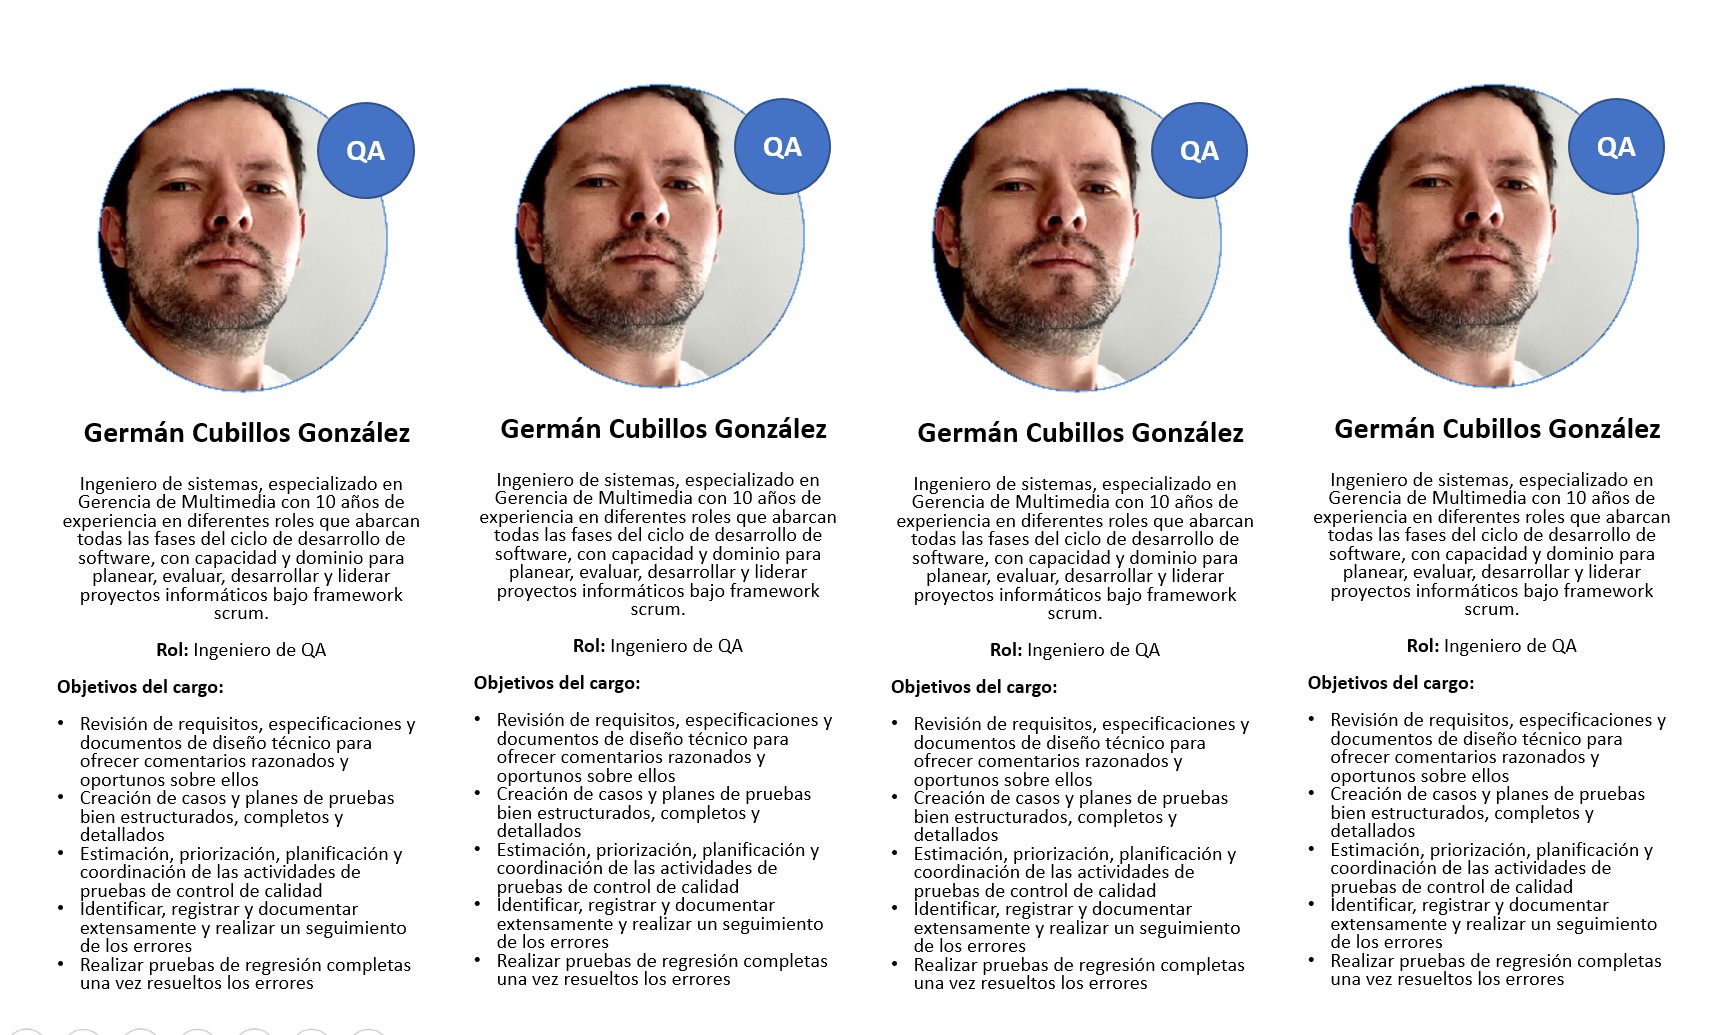 QA
Germán Cubillos González
Ingeniero de sistemas, especializado en
Gerencia de Multimedia con 10 años de
experiencia en diferentes roles que abarcan
todas las fases del ciclo de desarrollo de
software, con capacidad y dominio para
planear, evaluar, desarrollar y liderar
proyectos informáticos bajo framework
scrum.
Rol: Ingeniero de QA
Objetivos del cargo:
• Revisión de requisitos, especificaciones y
documentos de diseño técnico para
ofrecer comentarios razonados y
oportunos sobre ellos
• Creación de casos y planes de pruebas
bien estructurados, completos y
detallados
• Estimación, priorización, planificación y
coordinación de las actividades de
pruebas de control de calidad
• Identificar, registrar y documentar
extensamente y realizar un seguimiento
de los errores
• Realizar pruebas de regresión completas
una vez resueltos los errores
QA
Germán Cubillos González
Ingeniero de sistemas, especializado en
Gerencia de Multimedia con 10 años de
experiencia en diferentes roles que abarcan
todas las fases del ciclo de desarrollo de
software, con capacidad y dominio para
planear, evaluar, desarrollar y liderar
proyectos informáticos bajo framework
scrum.
Rol: Ingeniero de QA
Objetivos del cargo:
• Revisión de requisitos, especificaciones y
documentos de diseño técnico para
ofrecer comentarios razonados y
oportunos sobre ellos
• Creación de casos y planes de pruebas
bien estructurados, completos y
detallados
• Estimación, priorización, planificación y
coordinación de las actividades de
pruebas de control de calidad
• Identificar, registrar y documentar
extensamente y realizar un seguimiento
de los errores
• Realizar pruebas de regresión completas
una vez resueltos los errores
QA
Germán Cubillos González
Ingeniero de sistemas, especializado en
Gerencia de Multimedia con 10 años de
experiencia en diferentes roles que abarcan
todas las fases del ciclo de desarrollo de
software, con capacidad y dominio para
planear, evaluar, desarrollar y liderar
proyectos informáticos bajo framework
scrum.
Rol: Ingeniero de QA
Objetivos del cargo:
• Revisión de requisitos, especificaciones y
documentos de diseño técnico para
ofrecer comentarios razonados y
oportunos sobre ellos
• Creación de casos y planes de pruebas
bien estructurados, completos y
detallados
• Estimación, priorización, planificación y
coordinación de las actividades de
pruebas de control de calidad
• Identificar, registrar y documentar
extensamente y realizar un seguimiento
de los errores
• Realizar pruebas de regresión completas
una vez resueltos los errores
QA
Germán Cubillos González
Ingeniero de sistemas, especializado en
Gerencia de Multimedia con 10 años de
experiencia en diferentes roles que abarcan
todas las fases del ciclo de desarrollo de
software, con capacidad y dominio para
planear, evaluar, desarrollar y liderar
proyectos informáticos bajo framework
scrum.
Rol: Ingeniero de QA
Objetivos del cargo:
• Revisión de requisitos, especificaciones y
documentos de diseño técnico para
ofrecer comentarios razonados y
oportunos sobre ellos
• Creación de casos y planes de pruebas
bien estructurados, completos y
detallados
• Estimación, priorización, planificación y
coordinación de las actividades de
pruebas de control de calidad
• Identificar, registrar y documentar
extensamente y realizar un seguimiento
de los errores
• Realizar pruebas de regresión completas
una vez resueltos los errores